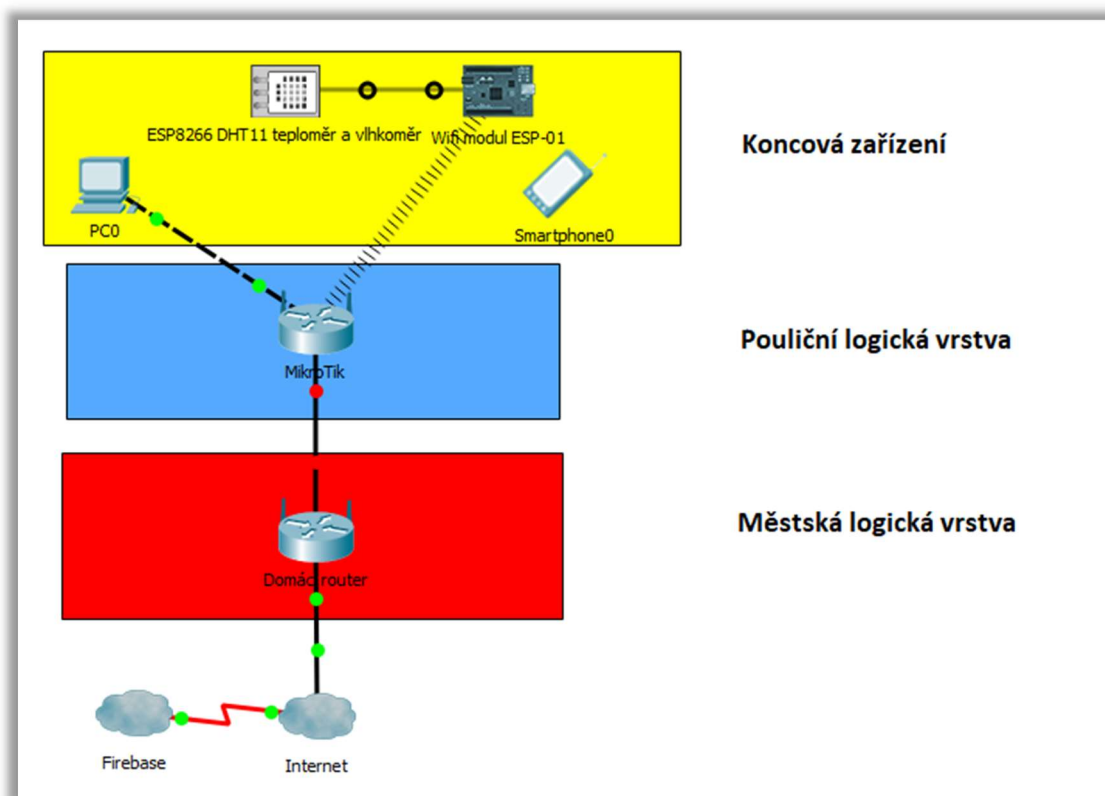 ESP8266 DHT11 teploměr a vlhkoměr
Wifi modul ESP-01
Koncová zařízení
PC0
Smartphone0
Pouliční logická vrstva
MikroTik
Městská logická vrstva
Domácí router
Firebase
Internet